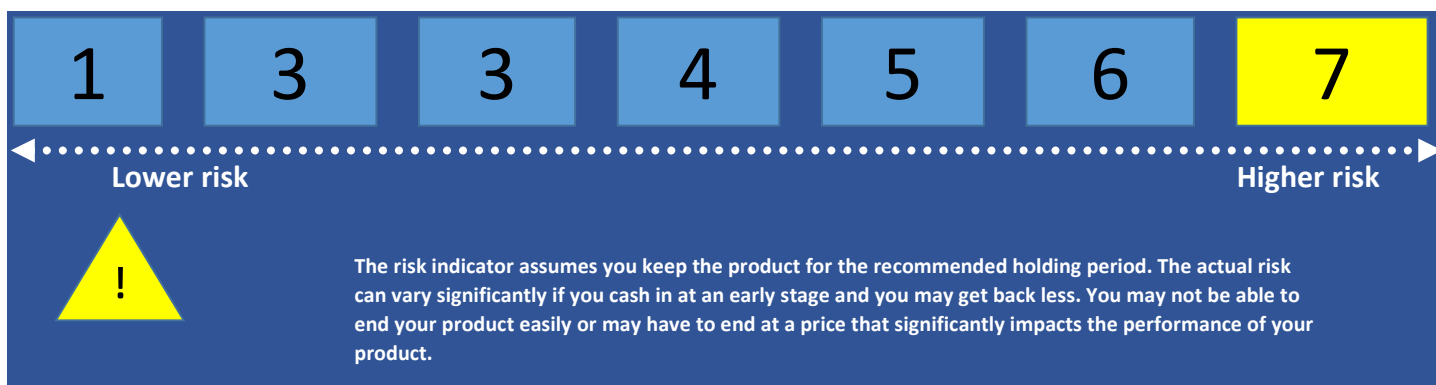 1 3 3 4 5 6 7
Lower risk Higher risk
!
The risk indicator assumes you keep the product for the recommended holding period. The actual risk
can vary significantly if you cash in at an early stage and you may get back less. You may not be able to
end your product easily or may have to end at a price that significantly impacts the performance of your
product.